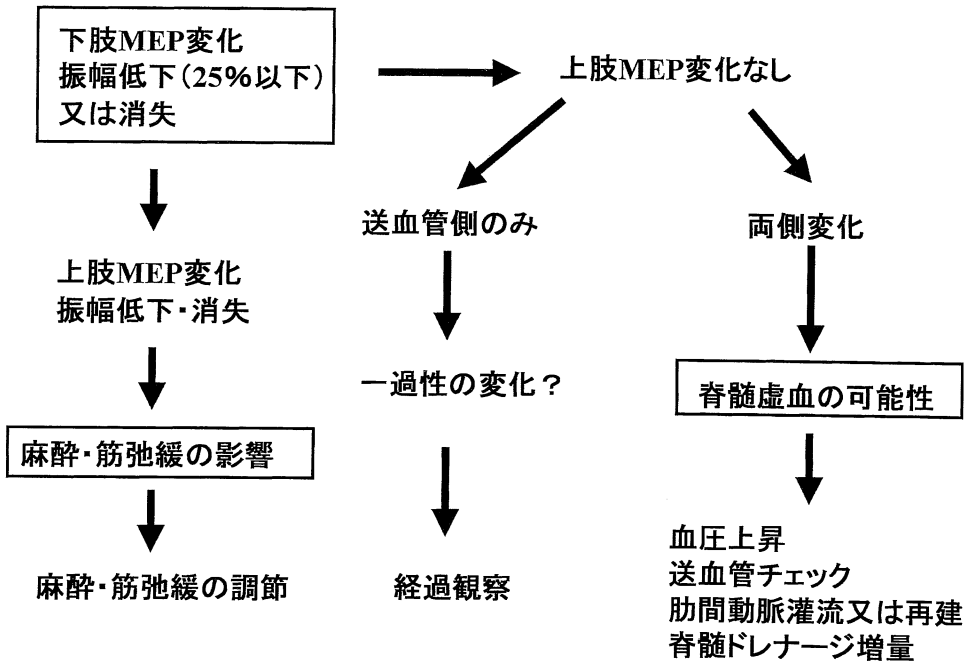 下肢MEP変化
振幅低下(25%以下)
又は消失
上肢MEP変化なし
送血管側のみ
両側変化
上肢MEP変化
振幅低下・消失
一過性の変化？
脊髄虚血の可能性
麻酔・筋弛緩の影響
麻酔・筋弛緩の調節
経過観察
血圧上昇
送血管チェック
肋間動脈灌流又は再建
脊髄ドレナージ増量